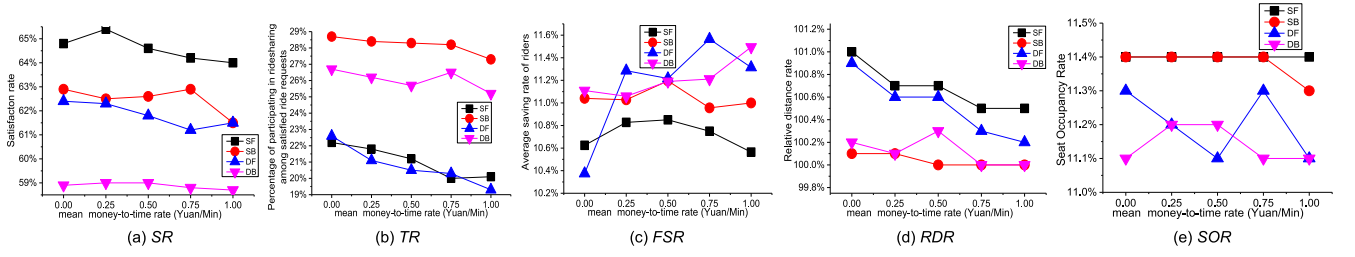 Satisfacton rate
65%
64%
63%
62%
61%
60%
59%
SF
SB
DF
DB
0.00 0.25 0.50 0.75 1.00
mean money-to-time rate (Yuan/Min)
(a) SR
Percentage of participating in ridesharing
among satisfied ride requests
29%
28%
27%
26%
25%
24%
23%
22%
21%
20%
19%
SF
SB
DF
DB
0.00 0.25 0.50 0.75 1.00
mean money-to-time rate (Yuan/Min)
(b) TR
Average saving rate of riders
11.6%
11.4%
11.2%
11.0%
10.8%
10.6%
10.4%
10.2%
SF
SB
DF
DB
0.00 0.25 0.50 0.75 1.00
mean money-to-time rate (Yuan/Min)
(c) FSR
Relative distance rate
101.2%
101.0%
100.8%
100.6%
100.4%
100.2%
100.0%
99.8%
SF
SB
DF
DB
0.00 0.25 0.50 0.75 1.00
mean money-to-time rate (Yuan/Min)
(d) RDR
Seat Occupancy Rate
11.5%
11.4%
11.3%
11.2%
11.1%
11.0%
SF
SB
DF
DB
0.00 0.25 0.50 0.75 1.00
mean money-to-time rate (Yuan/Min)
(e) SOR